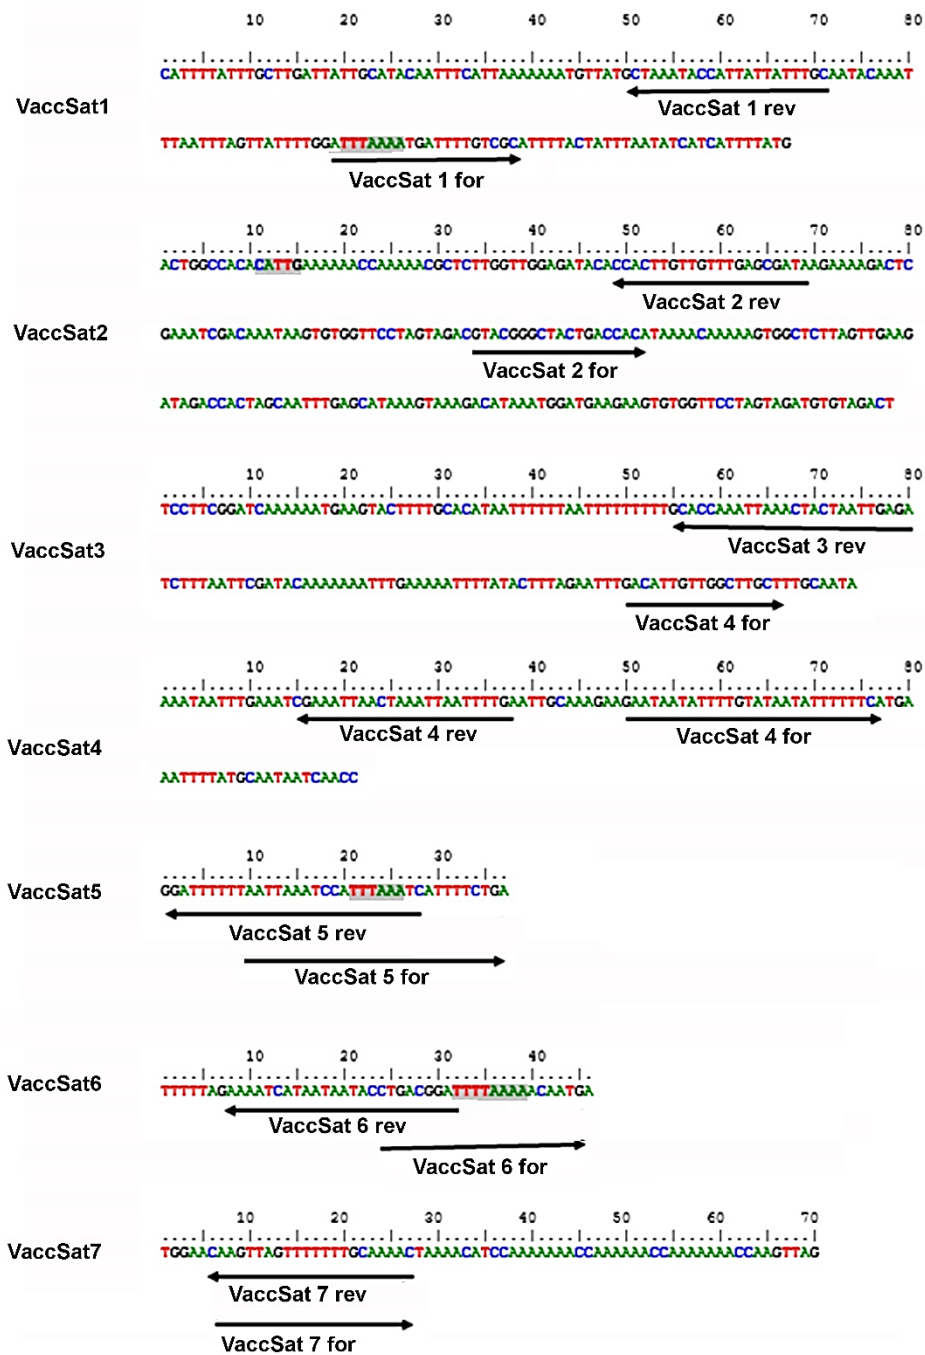 10 20 30 40 50 60 70 80
CATTTTATTTGCTTGATTATTGCATACAATTTCATTAAAAAAATGTTATGCTAAATACCATTATTATTTGCAATACAAAT
VaccSat1
VaccSat 1 rev
TTAATTTAGTTATTTTGGATTTAAAATGATTTTGTCGCATTTTACTATTTAATATCATCATTTTATG
VaccSat 1 for
10 20 30 40 50 60 70 80
ACTGGCCACACATTGAAAAAACCAAAAACGCTCTTGGTTGGAGATACACCACTTGTTGTTTGAGCGATAAGAAAAGACTC
VaccSat 2 rev
VaccSat2
GAAATCGACAAATAAGTGTGGTTCCTAGTAGACGTACGGGCTACTGACCACATAAAACAAAAAGTGGCTCTTAGTTGAAG
VaccSat 2 for
ATAGACCACTAGCAATTTGAGCATAAAGTAAAGACATAAATGGATGAAGAAGTGTGGTTCCTAGTAGATGTGTAGACT
10 20 30 40 50 60 70 80
TCCTTCGGATCAAAAAATGAAGTACTTTTGCACATAATTTTTTAATTTTTTTTTGCACCAAATTAAACTACTAATTGAGA
VaccSat 3 rev
VaccSat3
TCTTTAATTCGATACAAAAAAATTTGAAAAATTTTATACTTTAGAATTTGACATTGTTGGCTTGCTTTGCAATA
VaccSat 4 for
10 20 30 40 50 60 70 80
AAATAATTTGAAATCGAAATTAACTAAATTAATTTTGAATTGCAAAGAAGAATAATATTTTGTATAATATTTTTTCATGA
VaccSat 4 rev VaccSat 4 for
VaccSat4
AATTTTATGCAATAATCAACC
10 20 30
VaccSat5
GGATTTTTTAATTAAATCCATTTAAATCATTTTCTGA
VaccSat 5 rev
VaccSat 5 for
10 20 30 40
VaccSat6
TTTTTAGAAAATCATAATAATACCTGACGGATTTTAAAAACAATGA
VaccSat 6 rev
VaccSat 6 for
10 20 30 40 50 60 70
VaccSat7
TGGAACAAGTTAGTTTTTTTGCAAAACTAAAACATCCAAAAAAACCAAAAAACCAAAAAAACCAAGTTAG
VaccSat 7 rev
VaccSat 7 for